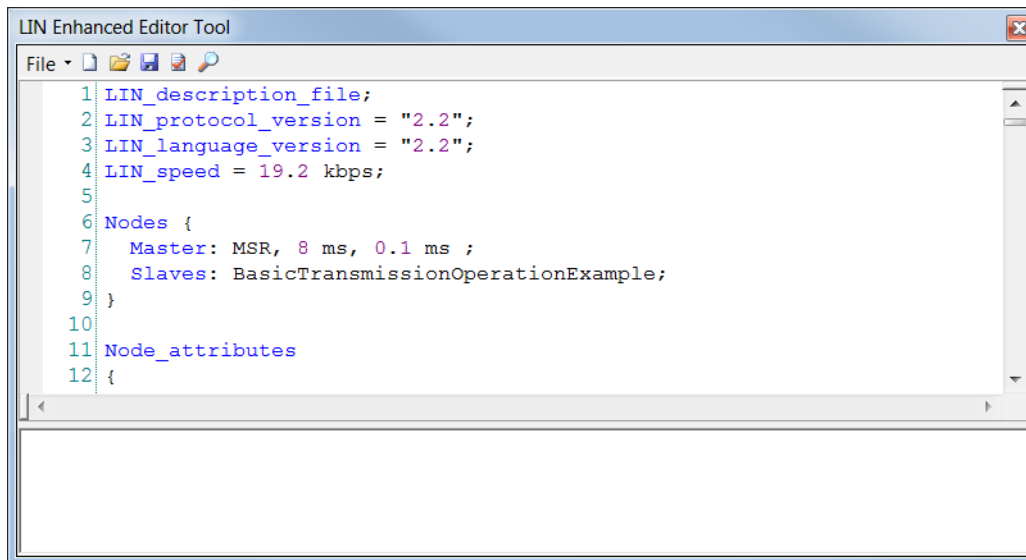 LIN Enhanced Editor Tool
File
1 LIN_description_file;
2 LIN_protocol_version = "2.2";
3 LIN_language_version = "2.2";
4 LIN_speed = 19.2 kbps;
5
6 Nodes {
7   Master: MSR, 8 ms, 0.1 ms ;
8   Slaves: BasicTransmissionOperationExample;
9 }
10
11 Node_attributes
12 {